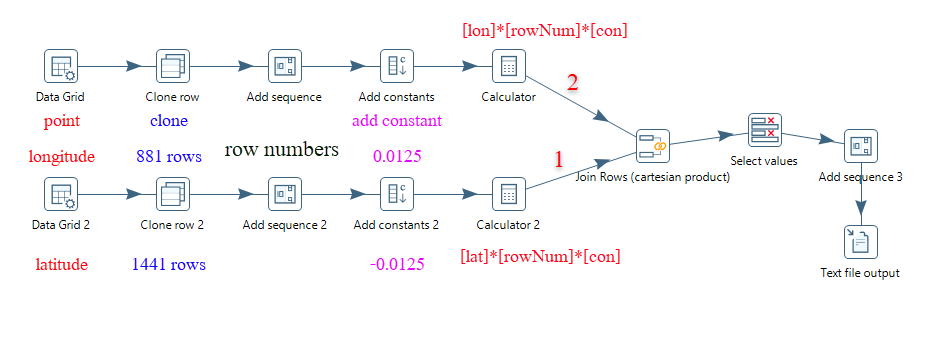 [lon]*[rowNum]*[con]
2
Data Grid
Clone row
Add sequence
Add constants
Calculator
point
clone
add constant
longitude
881 rows
row numbers
0.0125
1
Join Rows (cartesian product)
Select values
Add sequence 3
Data Grid 2
Clone row 2
Add sequence 2
Add constants 2
Calculator 2
latitude
1441 rows
-0.0125
[lat]*[rowNum]*[con]
Text file output